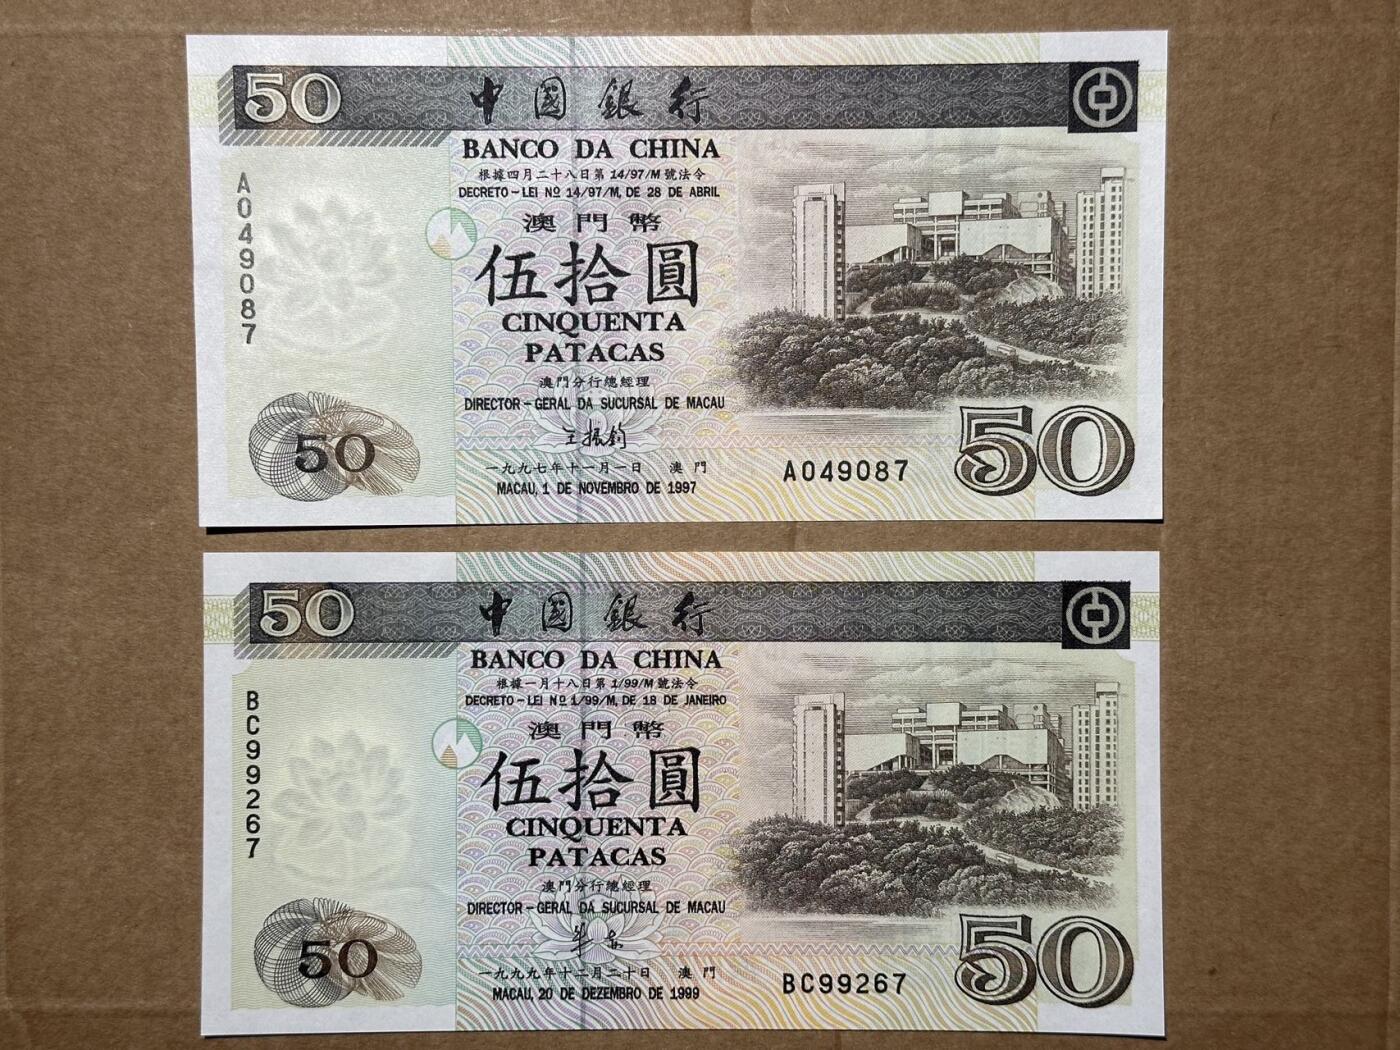 50 中國銀行
BANCO DA CHINA
根據四月二十八日第14/97/M號法令
DECRETO-LEI Nº 14/97/M, DE 28 DE ABRIL
A049087
澳門幣
伍拾圓
CINQUENTA
PATACAS
澳門分行總經理
DIRECTOR-GERAL DA SUCURSAL DE MACAU
王振鈞
50
一九九七年十一月一日 澳門
MACAU, 1 DE NOVEMBRO DE 1997
A049087
50
50 中國銀行
BANCO DA CHINA
根據一月十八日第1/99/M號法令
DECRETO-LEI Nº 1/99/M, DE 18 DE JANEIRO
BC99267
澳門幣
伍拾圓
CINQUENTA
PATACAS
澳門分行總經理
DIRECTOR-GERAL DA SUCURSAL DE MACAU
50
一九九九年十二月二十日 澳門
MACAU, 20 DE DEZEMBRO DE 1999
BC99267
50